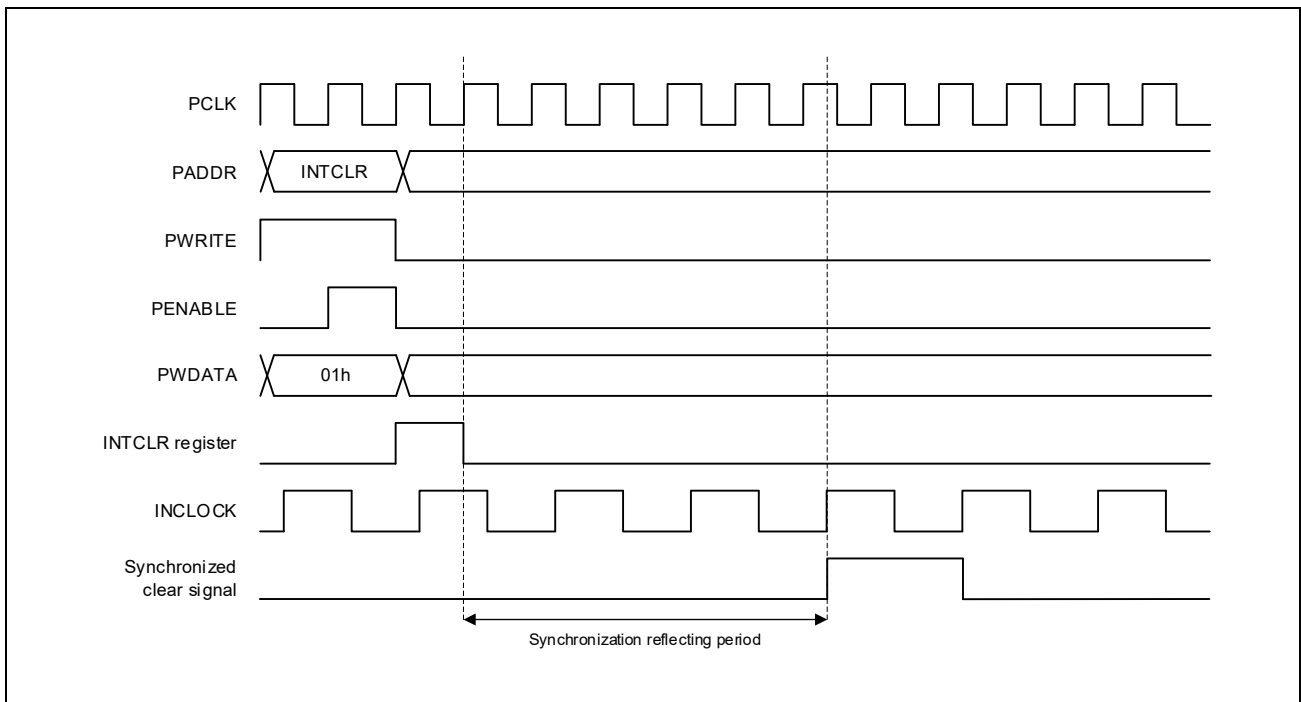 PCLK
PADDR
INTCLR
PWRITE
PENABLE
PWDATA
01h
INTCLR register
INCLOCK
Synchronized
clear signal
Synchronization reflecting period